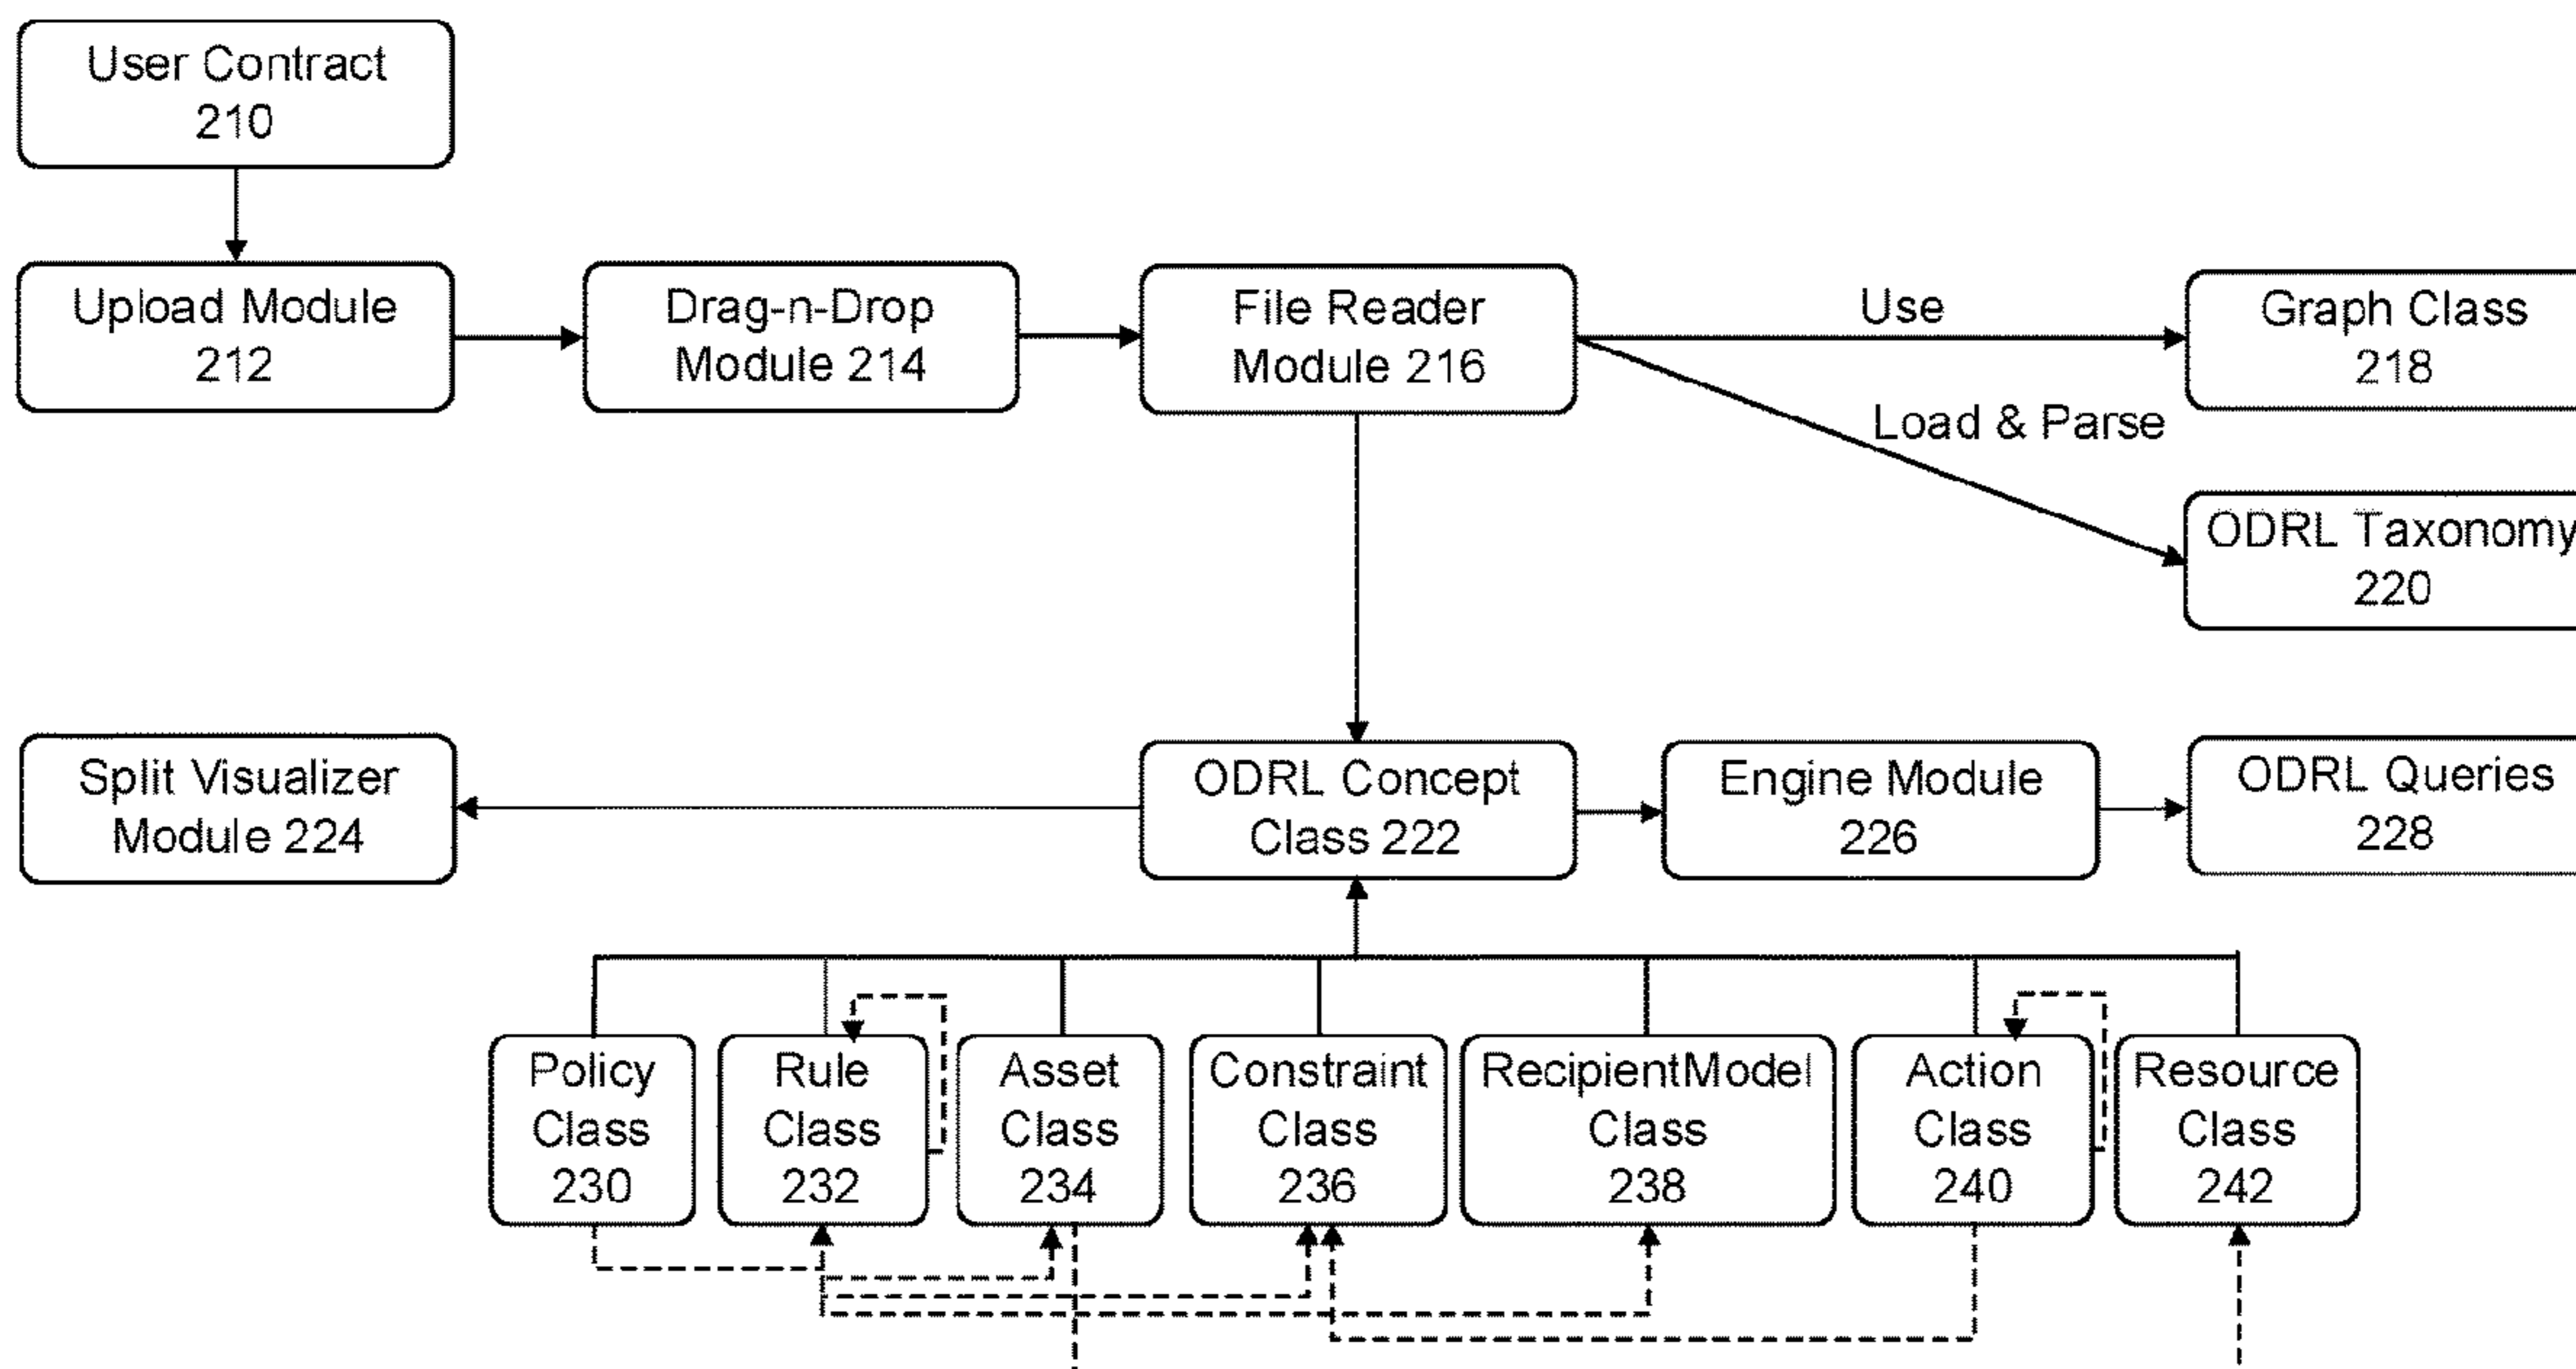 User Contract
210
Upload Module
212
Drag-n-Drop
Module 214
File Reader
Module 216
Use
Graph Class
218
Load & Parse
ODRL Taxonomy
220
Split Visualizer
Module 224
ODRL Concept
Class 222
Engine Module
226
ODRL Queries
228
Policy
Class
230
Rule
Class
232
Asset
Class
234
Constraint
Class
236
RecipientModel
Class
238
Action
Class
240
Resource
Class
242